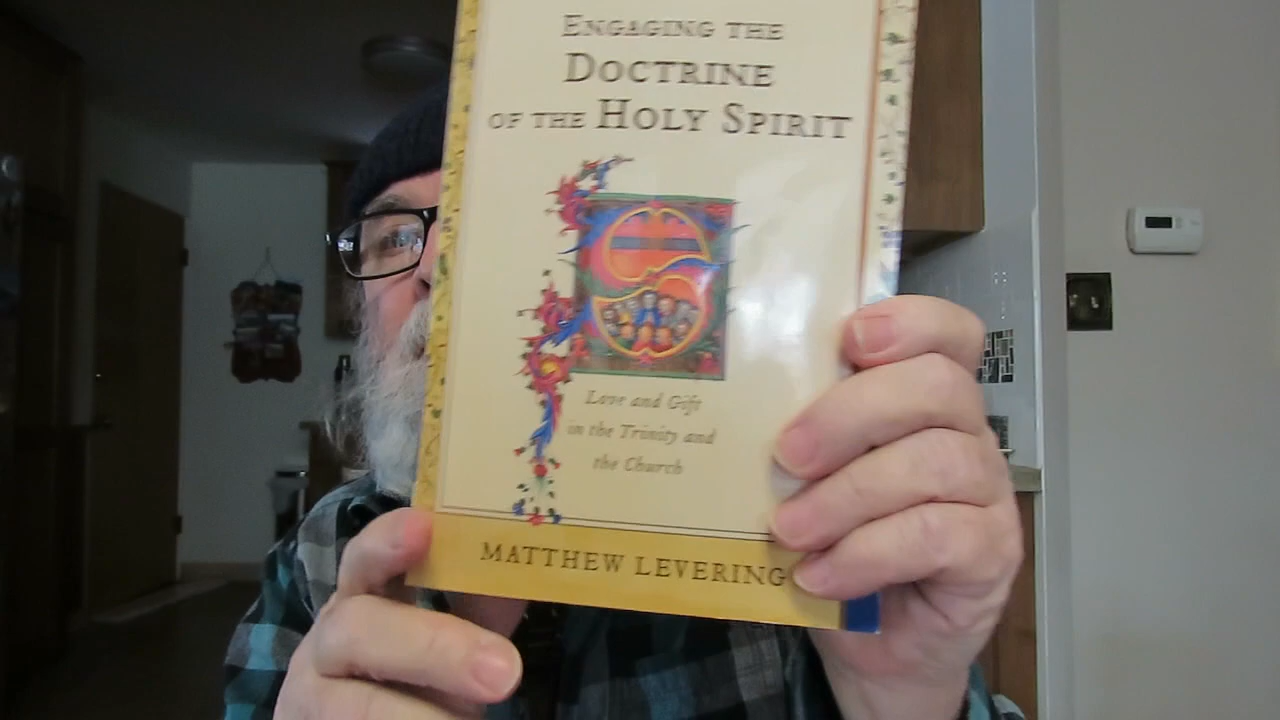 ENGAGING THE
DOCTRINE
OF THE HOLY SPIRIT
Love and Gift
in the Trinity and
the Church
MATTHEW LEVERING